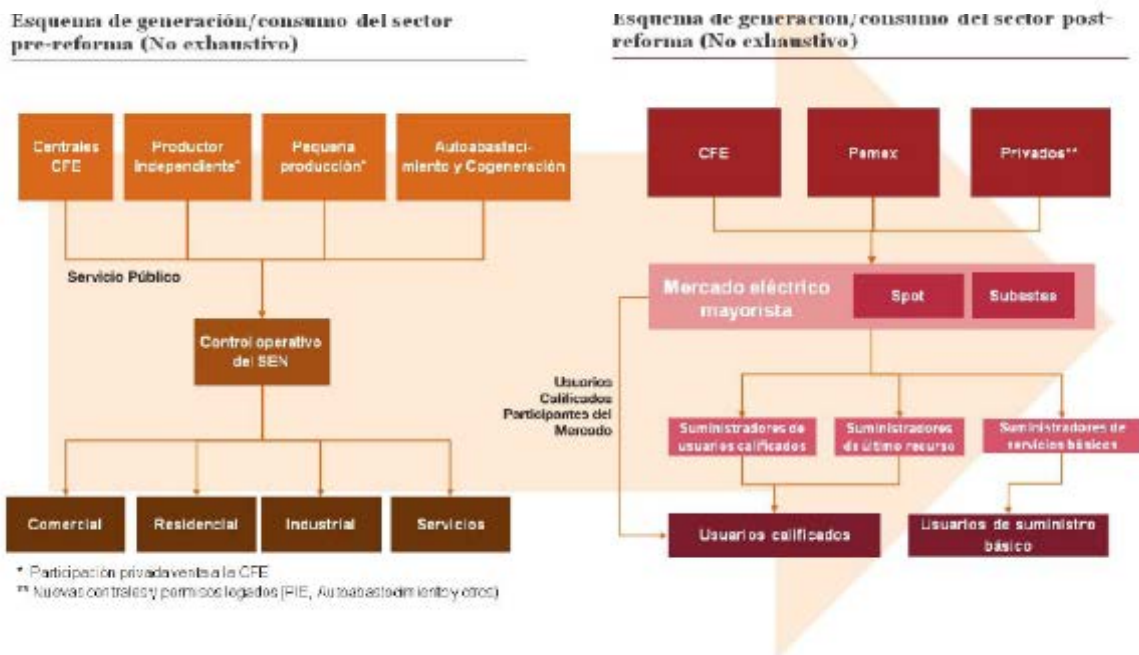 Esquema de generación/consumo del sector
pre-reforma (No exhaustivo)
Centrales
CFE
Productor
independiente*
Pequeña
producción*
Autoabasteci-
miento y Cogeneración
Servicio Público
Control operativo
del SEN
Comercial
Residencial
Industrial
Servicios
* Participación privada venta a la CFE
** Nuevas centrales y permisos legados (PIE, Autoabastecimiento y otros)
Esquema de generación/consumo del sector post-
reforma (No exhaustivo)
CFE
Pemex
Privados**
Mercado eléctrico
mayorista
Spot
Subastas
Usuarios
Calificados
Participantes del
Mercado
Suministradores de
usuarios calificados
Suministradores
de último recurso
Suministradores de
servicios básicos
Usuarios calificados
Usuarios de suministro
básico